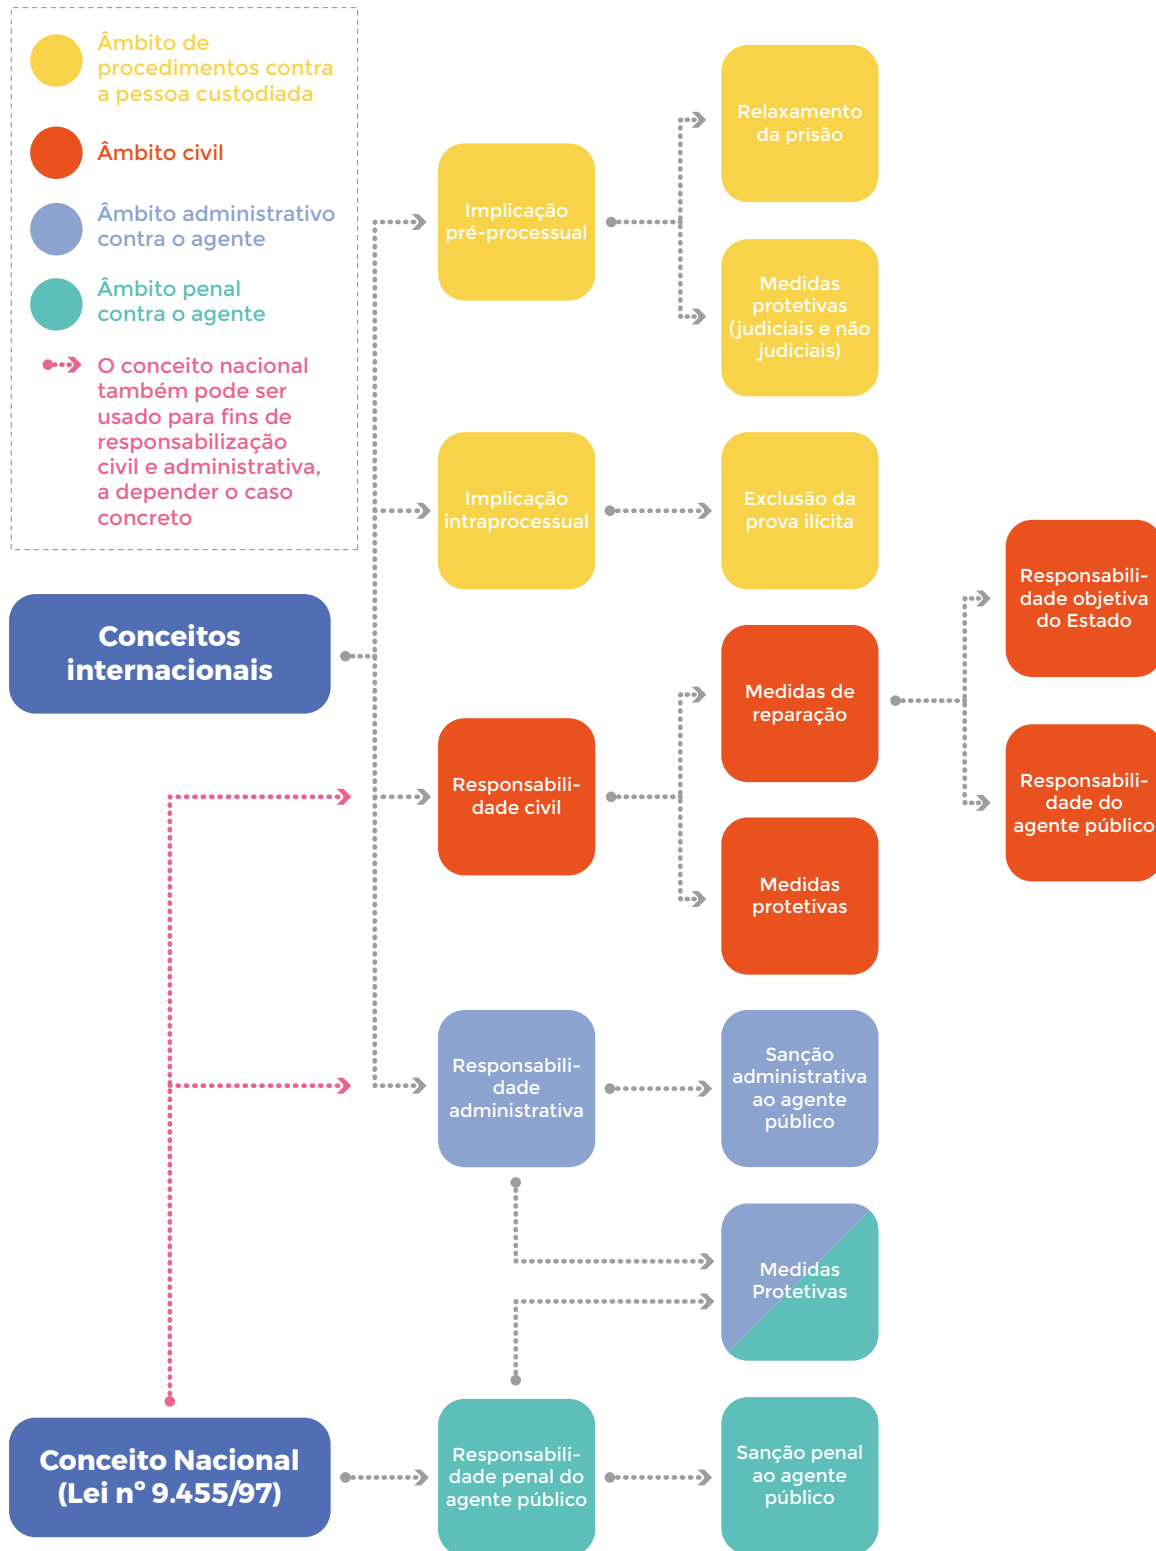 Âmbito de
procedimentos contra
a pessoa custodiada
Âmbito civil
Âmbito administrativo
contra o agente
Âmbito penal
contra o agente
O conceito nacional
também pode ser
usado para fins de
responsabilização
civil e administrativa,
a depender o caso
concreto
Relaxamento
da prisão
Implicação
pré-processual
Medidas
protetivas
(judiciais e não
judiciais)
Implicação
intraprocessual
Exclusão da
prova ilícita
Responsabili-
dade objetiva
do Estado
Conceitos
internacionais
Medidas de
reparação
Responsabili-
dade civil
Responsabili-
dade do
agente público
Medidas
protetivas
Responsabili-
dade
administrativa
Sanção
administrativa
ao agente
público
Medidas
Protetivas
Conceito Nacional
(Lei nº 9.455/97)
Responsabili-
dade penal do
agente público
Sanção penal
ao agente
público